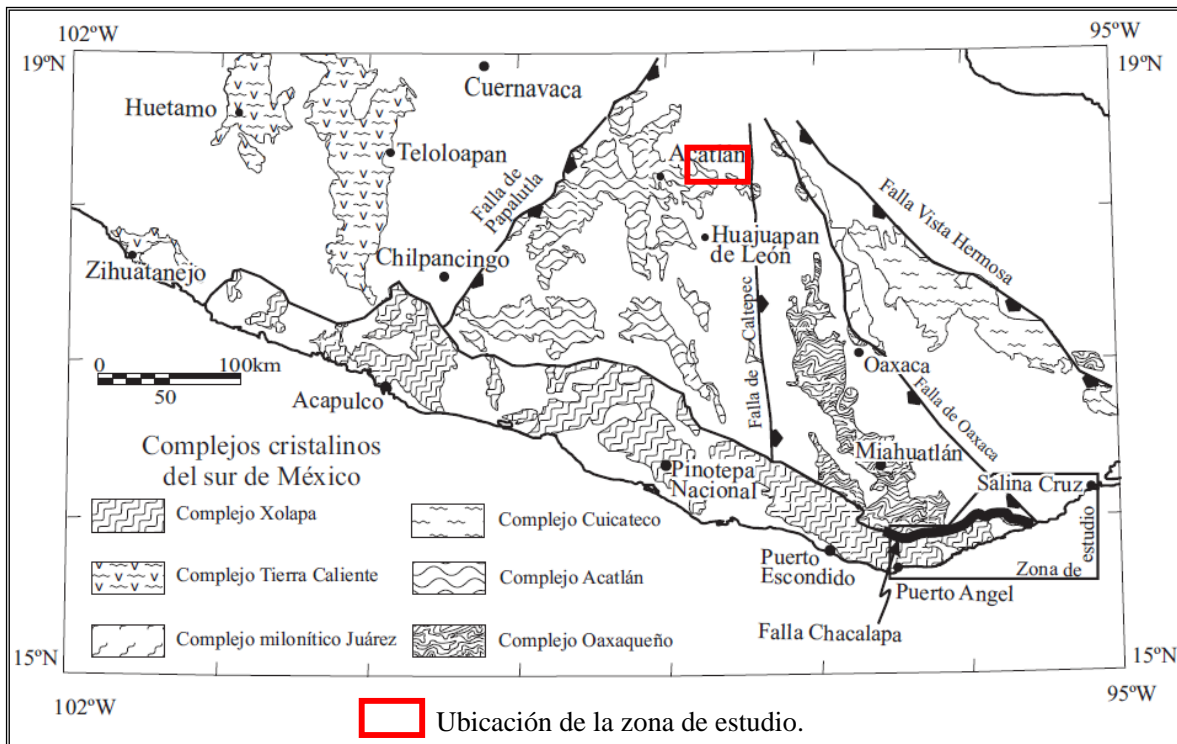 102ºW
95ºW
19ºN
19ºN
Cuernavaca
Huetamo
Teloloapan
Acatlán
Falla de
Papalutla
Falla Vista Hermosa
Huajuapan
de León
Chilpancingo
Zihuatanejo
Falla de Caltepec
0
100km
50
Oaxaca
Acapulco
Falla de Oaxaca
Complejos cristalinos
del sur de México
Miahuatlán
Pinotepa
Nacional
Salina Cruz
Complejo Xolapa
Complejo Cuicateco
Puerto
Escondido
Zona de
estudio
Complejo Tierra Caliente
Complejo Acatlán
Puerto Angel
Falla Chacalapa
Complejo milonítico Juárez
Complejo Oaxaqueño
15ºN
15ºN
102ºW
95ºW
Ubicación de la zona de estudio.